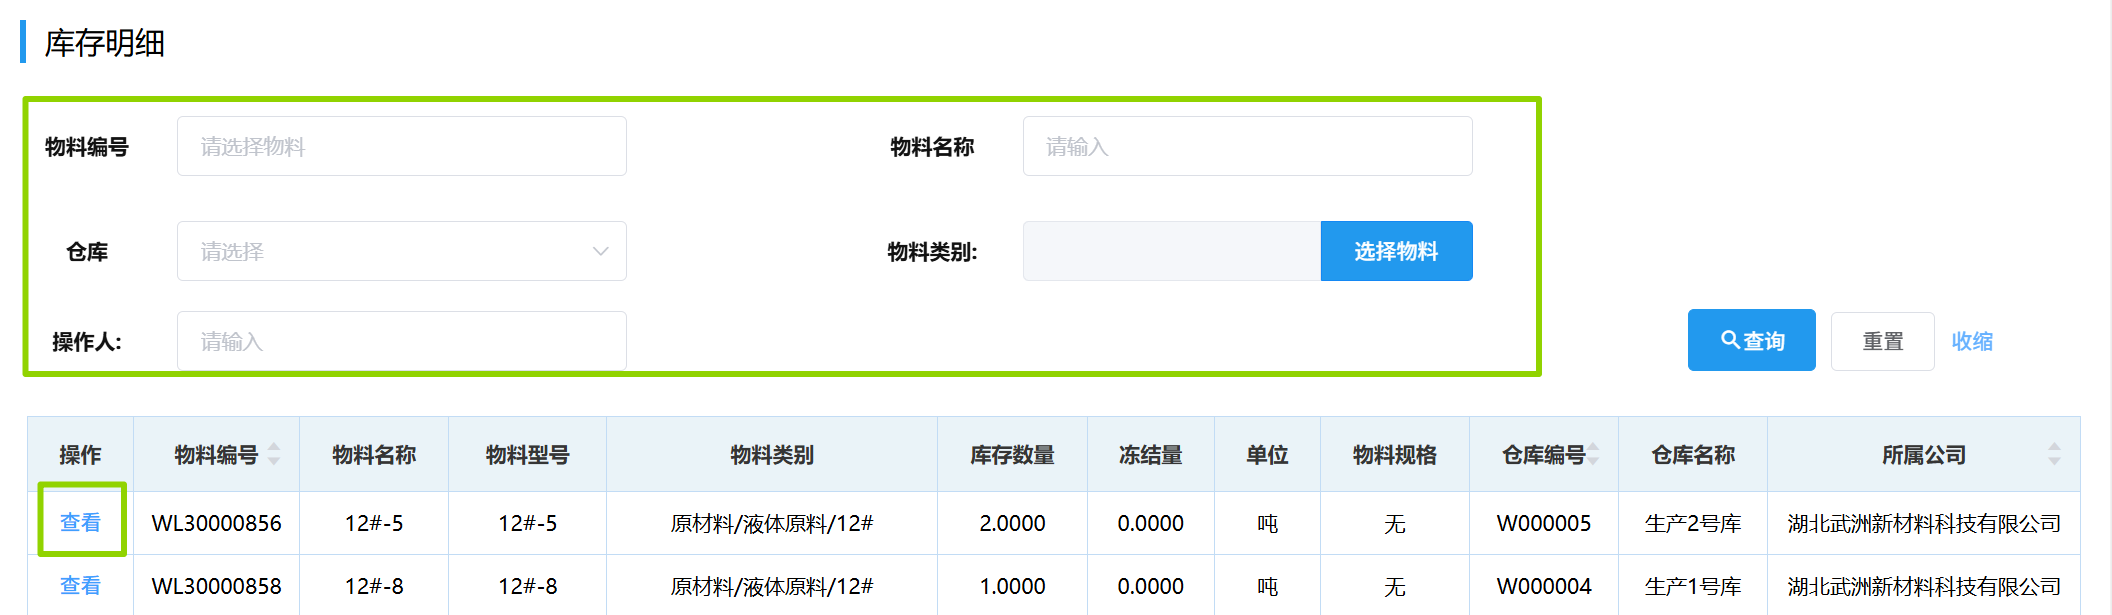 库存明细
物料编号 请选择物料 物料名称 请输入
仓库 请选择 物料类别: 选择物料
操作人: 请输入 查询 重置 收缩
操作 物料编号 物料名称 物料型号 物料类别 库存数量 冻结量 单位 物料规格 仓库编号 仓库名称 所属公司
查看 WL30000856 12#-5 12#-5 原材料/液体原料/12# 2.0000 0.0000 吨 无 W000005 生产2号库 湖北武洲新材料科技有限公司
查看 WL30000858 12#-8 12#-8 原材料/液体原料/12# 1.0000 0.0000 吨 无 W000004 生产1号库 湖北武洲新材料科技有限公司